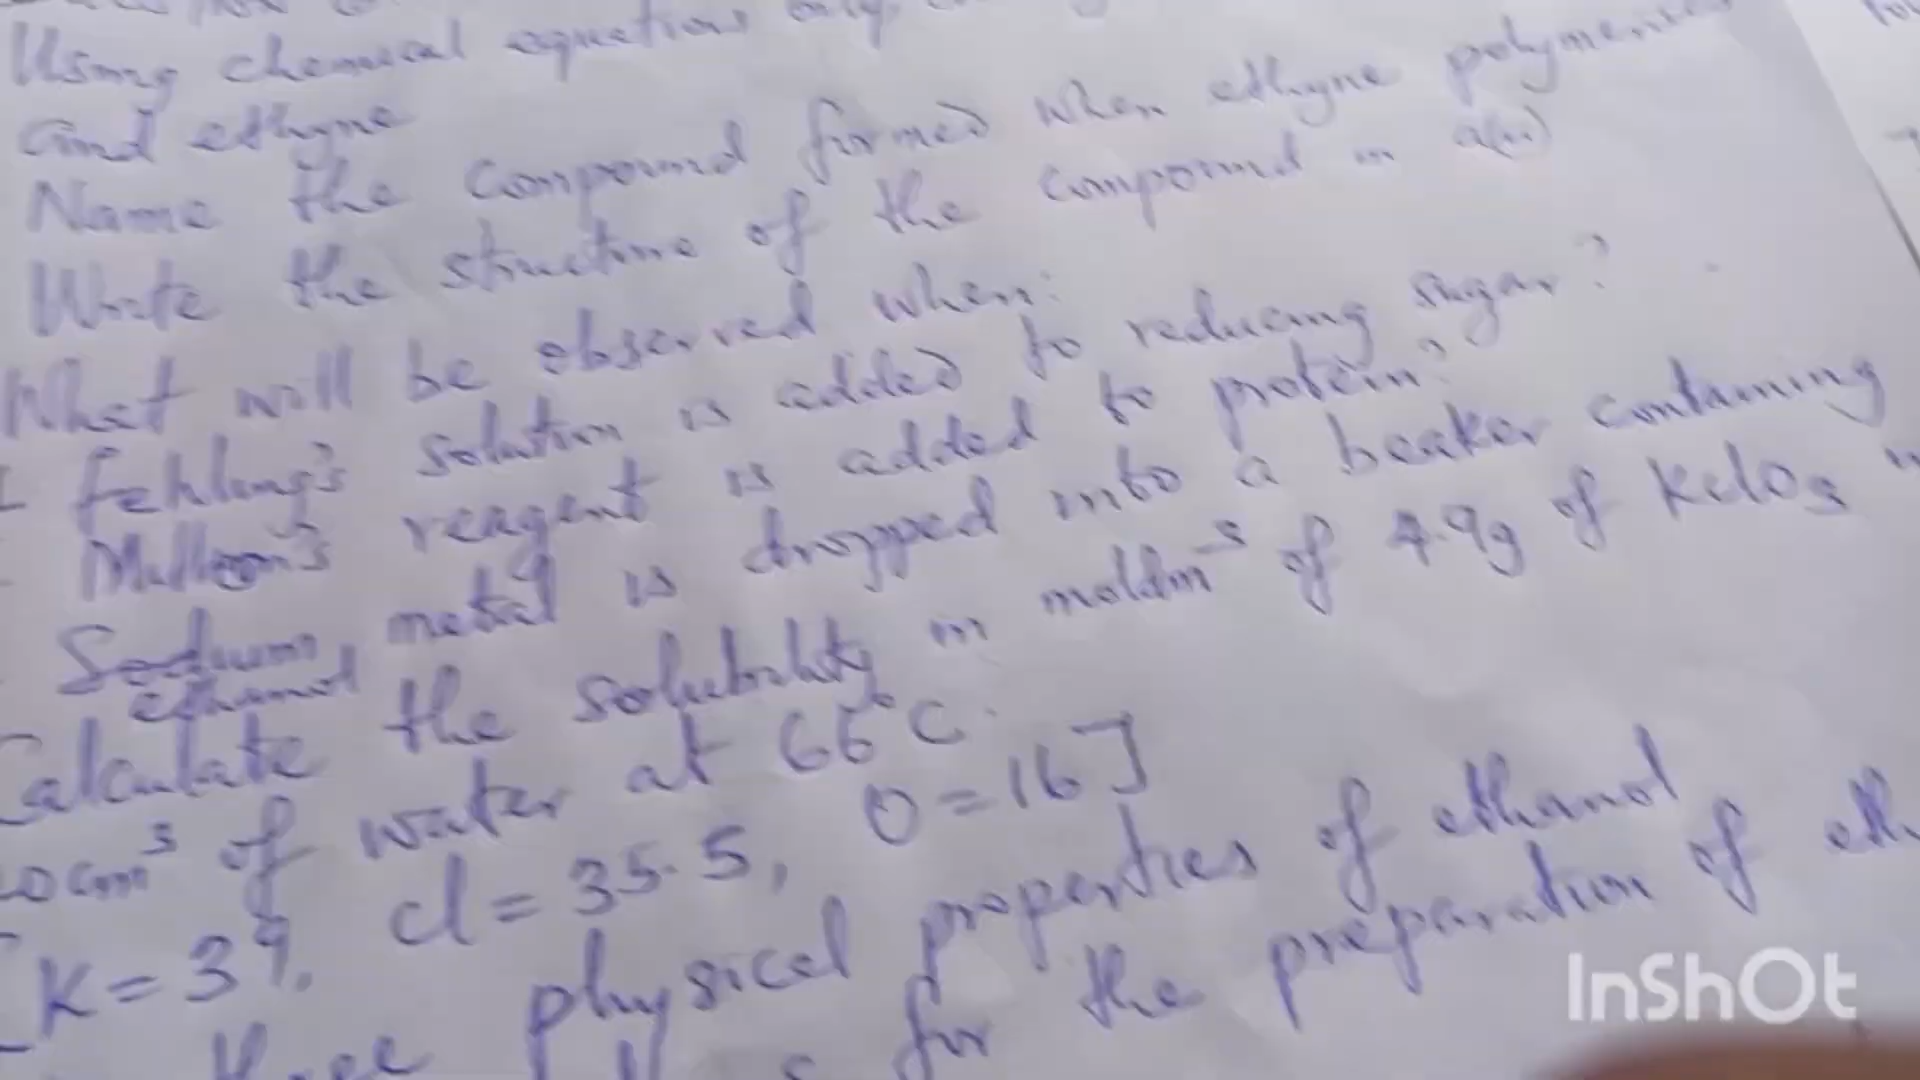 Using chemical equations only,
and ethyne
Name the compound formed when ethyne
Write the structure of the compound in a(ii)
What will be observed when:
Fehling's solution is added to reducing sugar?
Millon's reagent is added to protein?
Sodium metal is dropped into a beaker containing
ethanol
Calculate the solubility in moldm⁻³ of 4.9g of KClO₃
cm³ of water at 66°C.
[K = 39, Cl = 35.5, O = 16]
three physical properties of ethanol
for the preparation of
InShOt